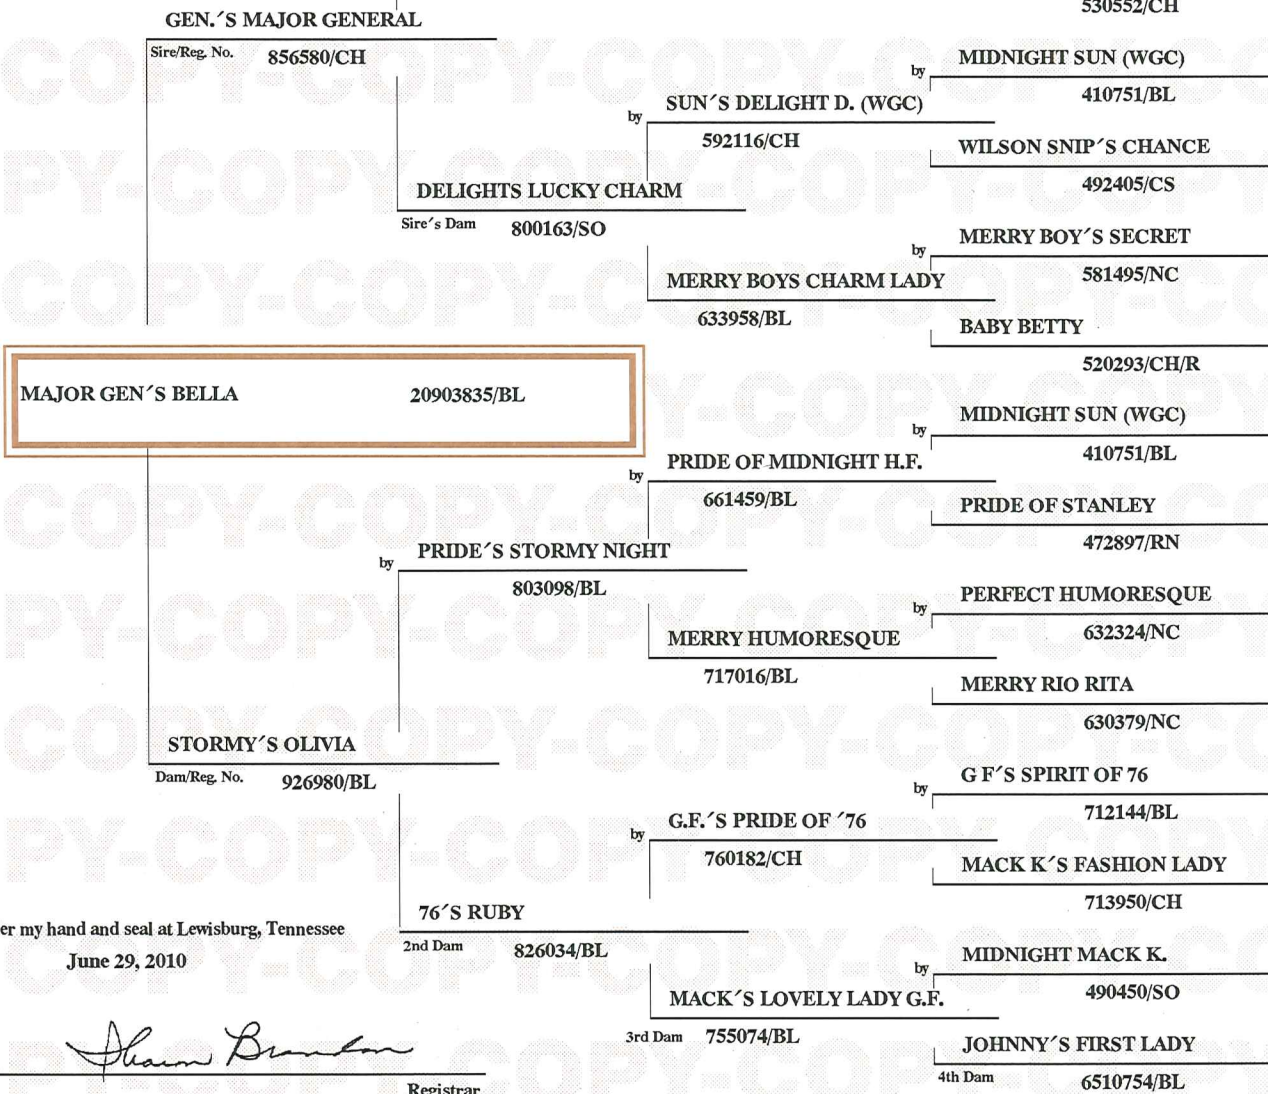 530552/CH
GEN.´S MAJOR GENERAL
Sire/Reg. No. 856580/CH
by MIDNIGHT SUN (WGC)
410751/BL
by SUN´S DELIGHT D. (WGC)
592116/CH
WILSON SNIP´S CHANCE
492405/CS
DELIGHTS LUCKY CHARM
Sire´s Dam 800163/SO
by MERRY BOY´S SECRET
581495/NC
MERRY BOYS CHARM LADY
633958/BL
BABY BETTY
520293/CH/R
MAJOR GEN´S BELLA 20903835/BL
by MIDNIGHT SUN (WGC)
410751/BL
by PRIDE OF MIDNIGHT H.F.
661459/BL
PRIDE OF STANLEY
472897/RN
by PRIDE´S STORMY NIGHT
803098/BL
by PERFECT HUMORESQUE
632324/NC
MERRY HUMORESQUE
717016/BL
MERRY RIO RITA
630379/NC
STORMY´S OLIVIA
Dam/Reg. No. 926980/BL
by G F´S SPIRIT OF 76
712144/BL
by G.F.´S PRIDE OF ´76
760182/CH
MACK K´S FASHION LADY
713950/CH
76´S RUBY
2nd Dam 826034/BL
er my hand and seal at Lewisburg, Tennessee
June 29, 2010
by MIDNIGHT MACK K.
490450/SO
MACK´S LOVELY LADY G.F.
3rd Dam 755074/BL
JOHNNY´S FIRST LADY
4th Dam 6510754/BL
Sharon Brandon
Registrar
COPY-COPY-COPY-COPY